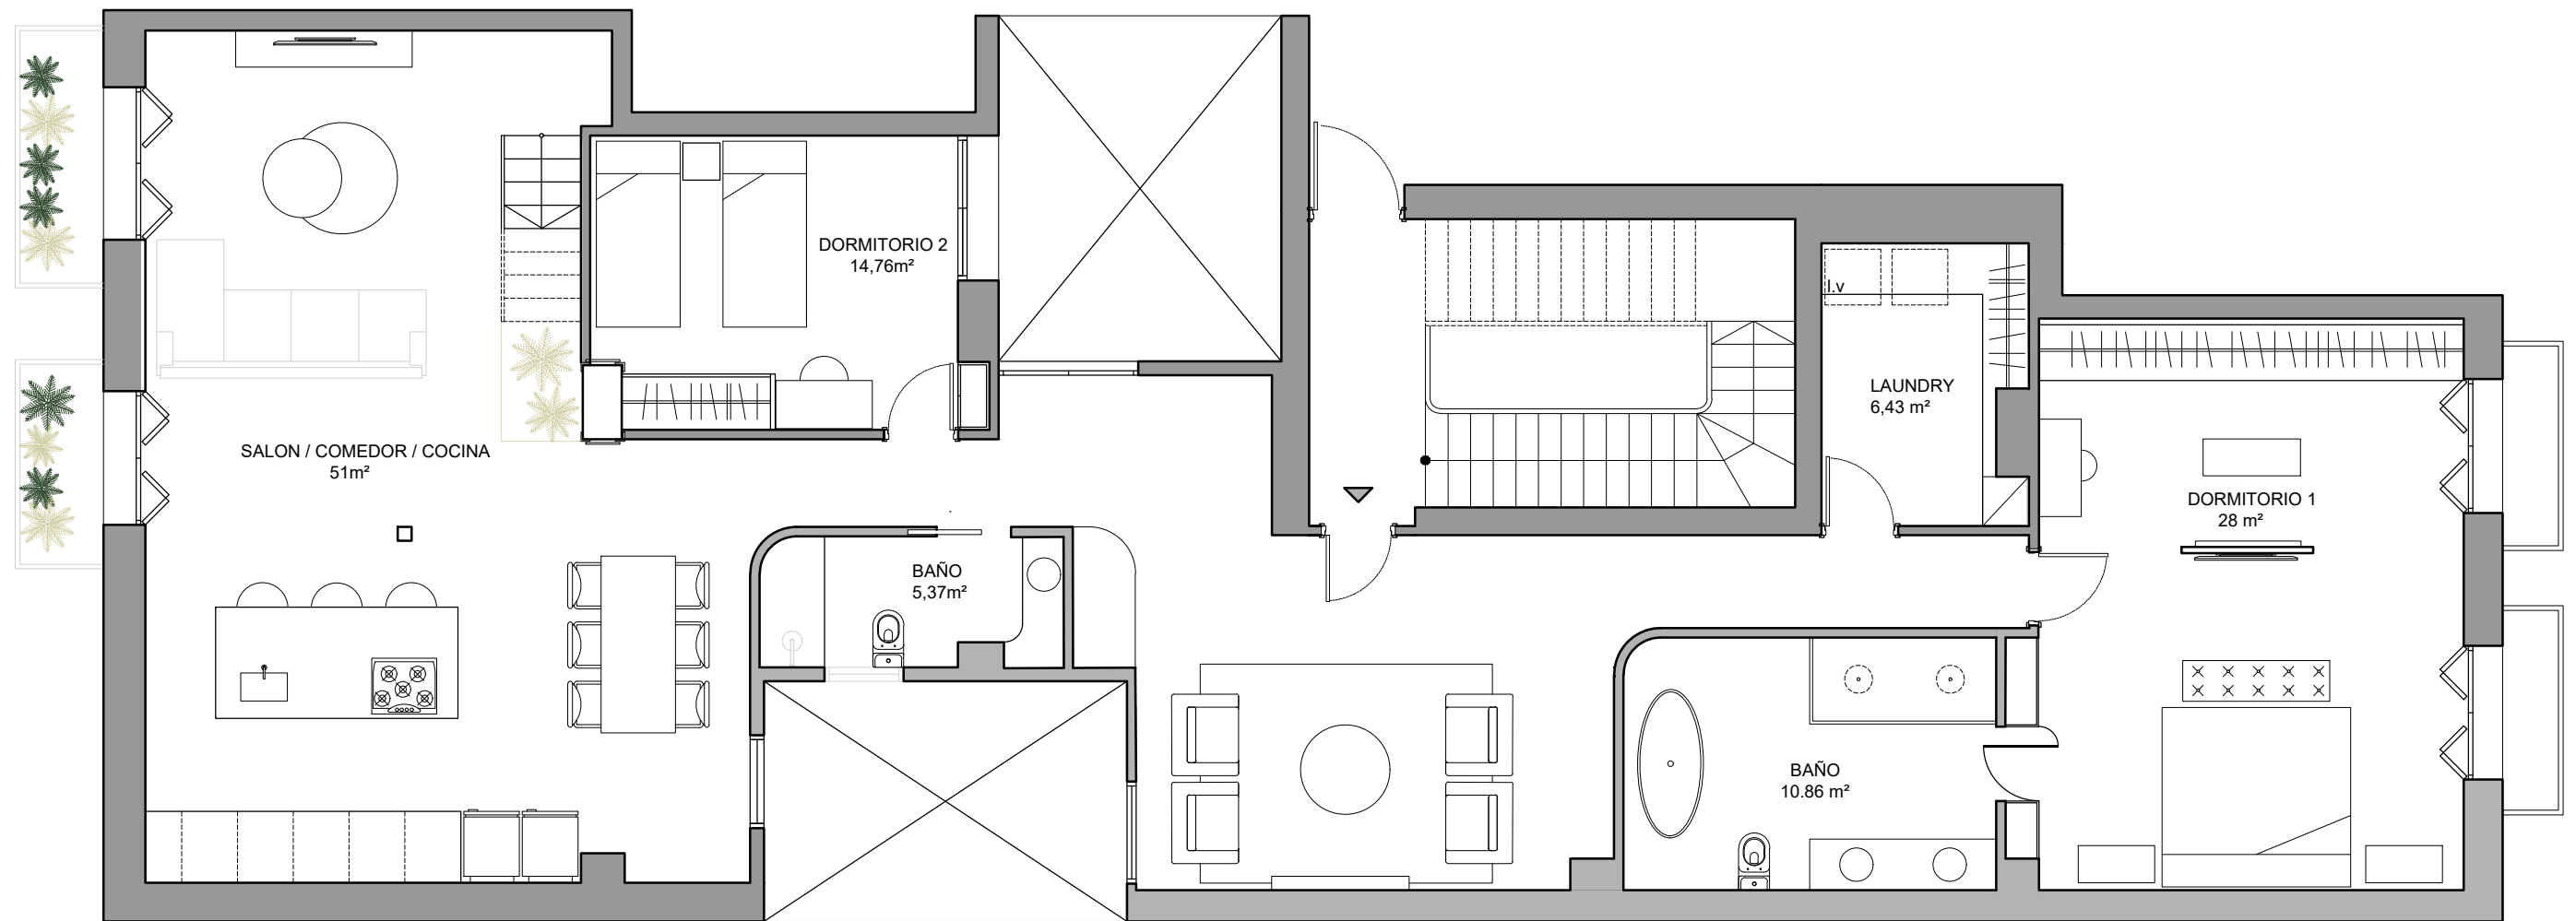 DORMITORIO 2
14,76m²
l.v
LAUNDRY
6,43 m²
SALON / COMEDOR / COCINA
51m²
DORMITORIO 1
28 m²
BAÑO
5,37m²
BAÑO
10.86 m²